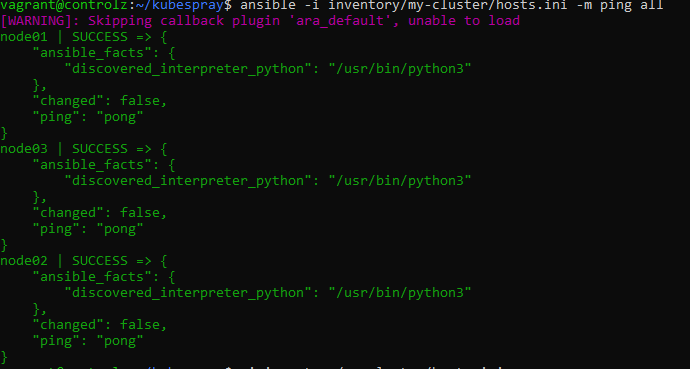 vagrant@controlz:~/kubespray$ ansible -i inventory/my-cluster/hosts.ini -m ping all
[WARNING]: Skipping callback plugin 'ara_default', unable to load
node01 | SUCCESS => {
    "ansible_facts": {
        "discovered_interpreter_python": "/usr/bin/python3"
    },
    "changed": false,
    "ping": "pong"
}
node03 | SUCCESS => {
    "ansible_facts": {
        "discovered_interpreter_python": "/usr/bin/python3"
    },
    "changed": false,
    "ping": "pong"
}
node02 | SUCCESS => {
    "ansible_facts": {
        "discovered_interpreter_python": "/usr/bin/python3"
    },
    "changed": false,
    "ping": "pong"
}